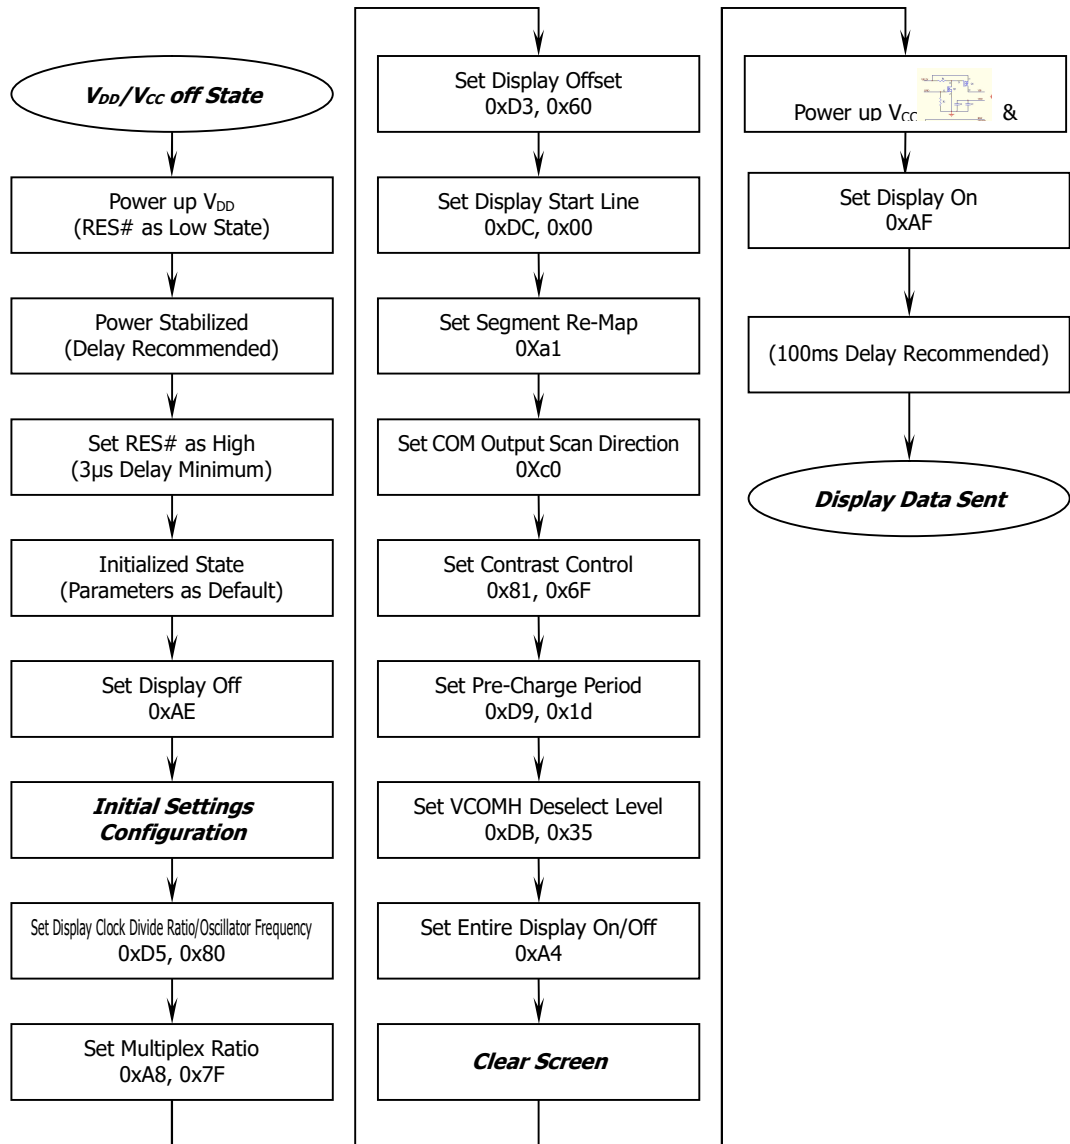 V_DD/V_CC off State
Power up V_DD
(RES# as Low State)
Power Stabilized
(Delay Recommended)
Set RES# as High
(3μs Delay Minimum)
Initialized State
(Parameters as Default)
Set Display Off
0xAE
Initial Settings
Configuration
Set Display Clock Divide Ratio/Oscillator Frequency
0xD5, 0x80
Set Multiplex Ratio
0xA8, 0x7F
Set Display Offset
0xD3, 0x60
Set Display Start Line
0xDC, 0x00
Set Segment Re-Map
0Xa1
Set COM Output Scan Direction
0Xc0
Set Contrast Control
0x81, 0x6F
Set Pre-Charge Period
0xD9, 0x1d
Set VCOMH Deselect Level
0xDB, 0x35
Set Entire Display On/Off
0xA4
Clear Screen
Power up V_CC &
Set Display On
0xAF
(100ms Delay Recommended)
Display Data Sent